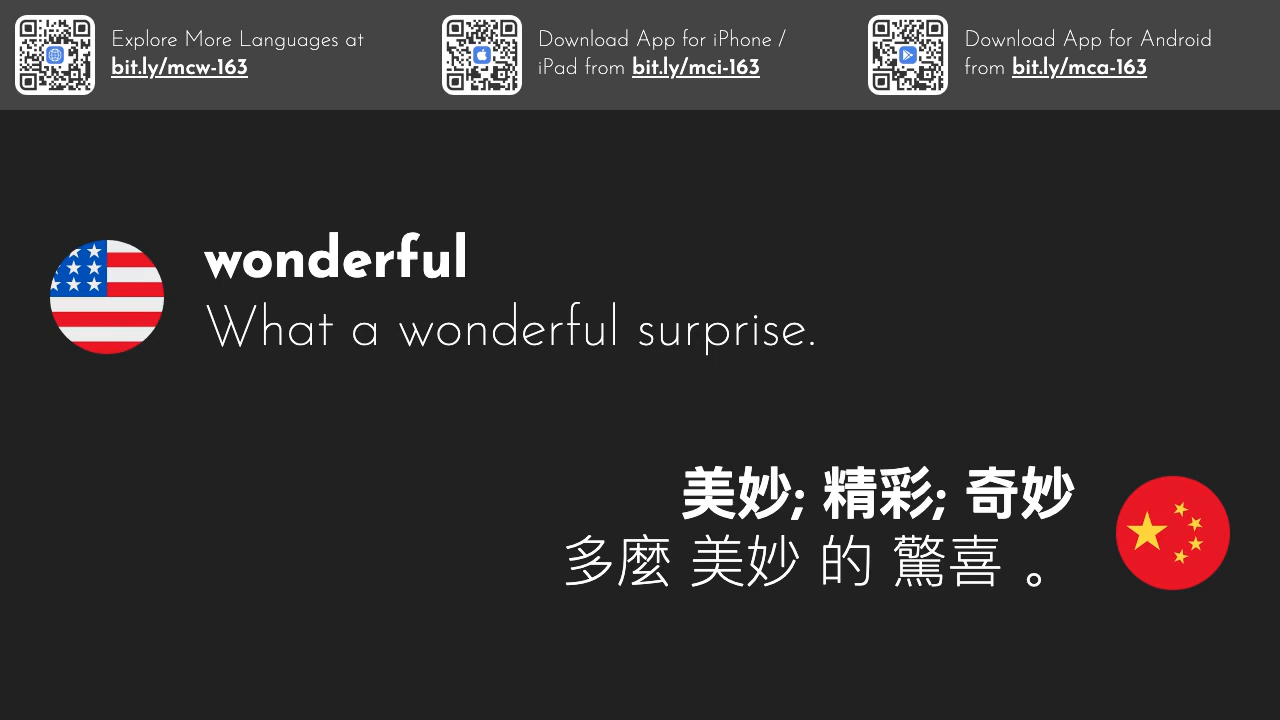 Explore More Languages at
bit.ly/mcw-163
Download App for iPhone /
iPad from bit.ly/mci-163
Download App for Android
from bit.ly/mca-163
wonderful
What a wonderful surprise.
美妙; 精彩; 奇妙
多麼 美妙 的 驚喜 。